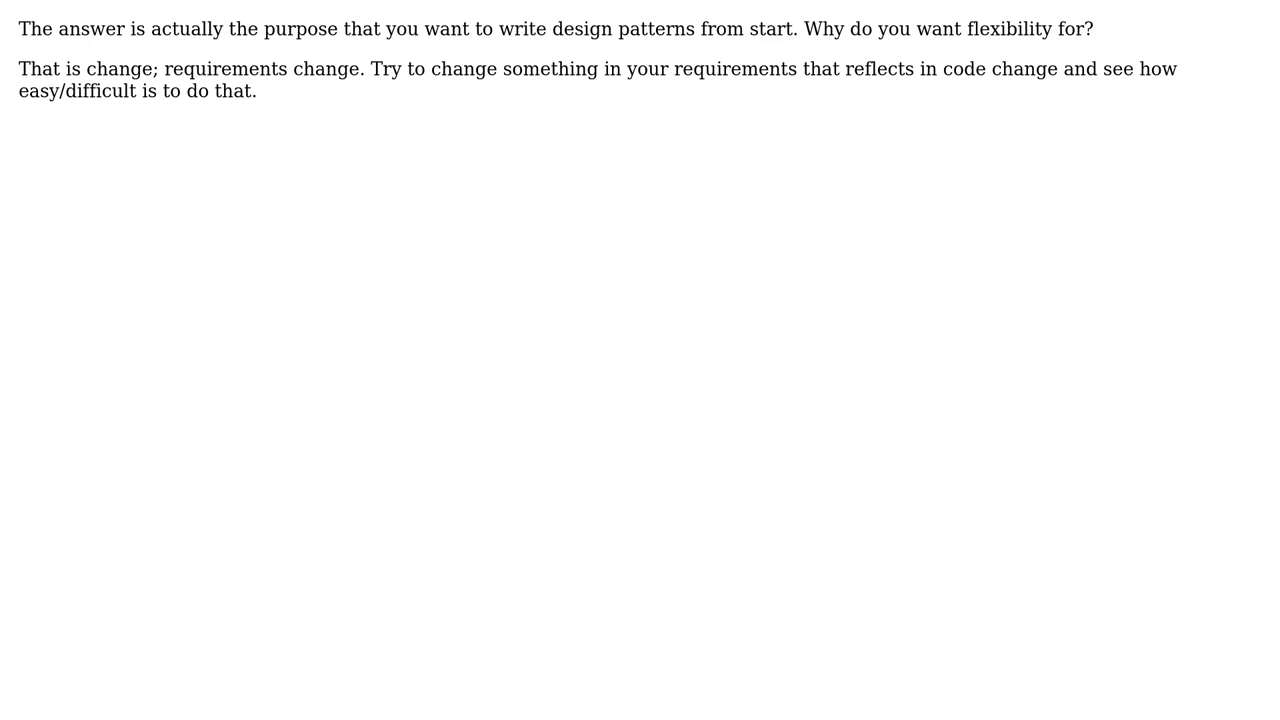 The answer is actually the purpose that you want to write design patterns from start. Why do you want flexibility for?
That is change; requirements change. Try to change something in your requirements that reflects in code change and see how
easy/difficult is to do that.